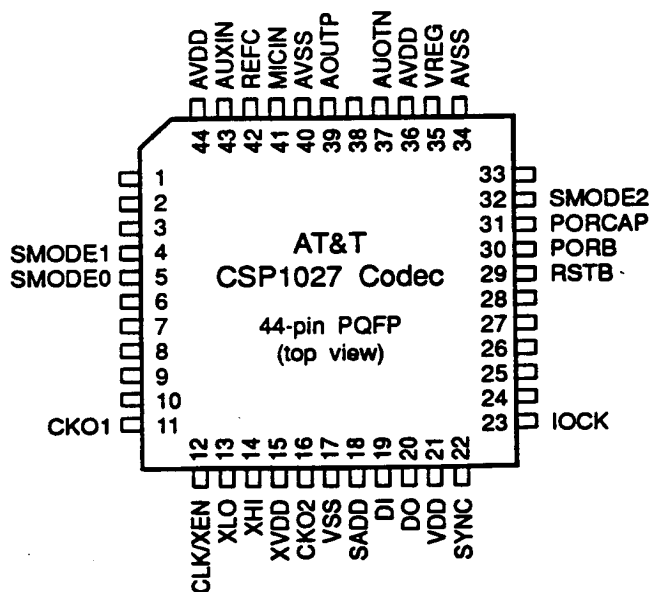 AVDD
AUXIN
REFC
MICIN
AVSS
AOUTP
AUOTN
AVDD
VREG
AVSS
44
43
42
41
40
39
38
37
36
35
34
1
2
3
SMODE1 4
SMODE0 5
6
7
8
9
10
CKO1 11
AT&T
CSP1027 Codec
44-pin PQFP
(top view)
33
32 SMODE2
31 PORCAP
30 PORB
29 RSTB
28
27
26
25
24
23 IOCK
12
13
14
15
16
17
18
19
20
21
22
CLK/XEN
XLO
XHI
XVDD
CKO2
VSS
SADD
DI
DO
VDD
SYNC